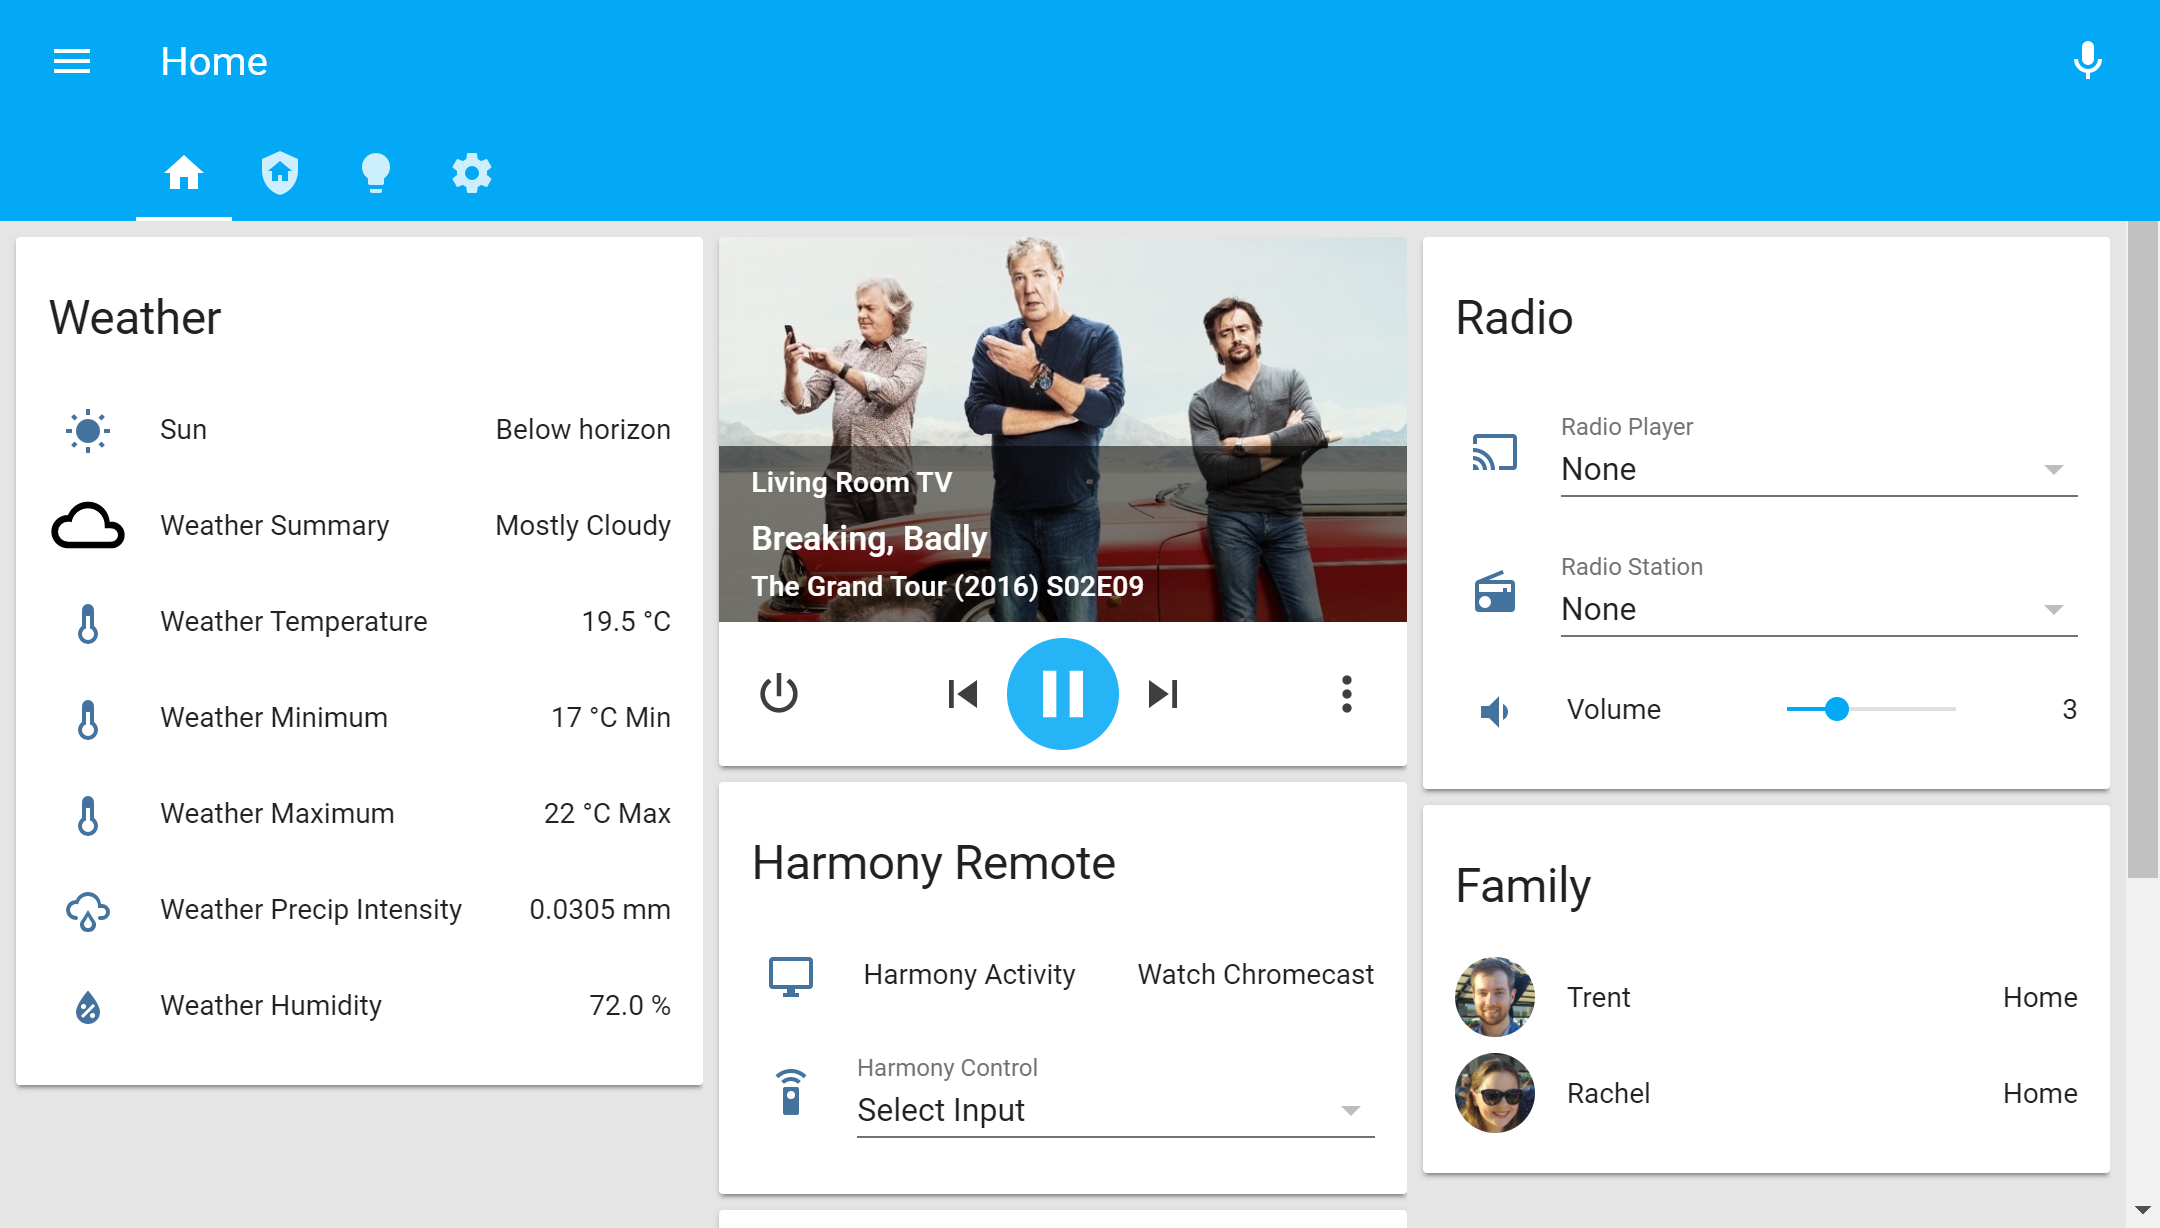 Home
Weather
Sun Below horizon
Weather Summary Mostly Cloudy
Weather Temperature 19.5 °C
Weather Minimum 17 °C Min
Weather Maximum 22 °C Max
Weather Precip Intensity 0.0305 mm
Weather Humidity 72.0 %
Living Room TV
Breaking, Badly
The Grand Tour (2016) S02E09
Harmony Remote
Harmony Activity Watch Chromecast
Harmony Control
Select Input
Radio
Radio Player
None
Radio Station
None
Volume 3
Family
Trent Home
Rachel Home